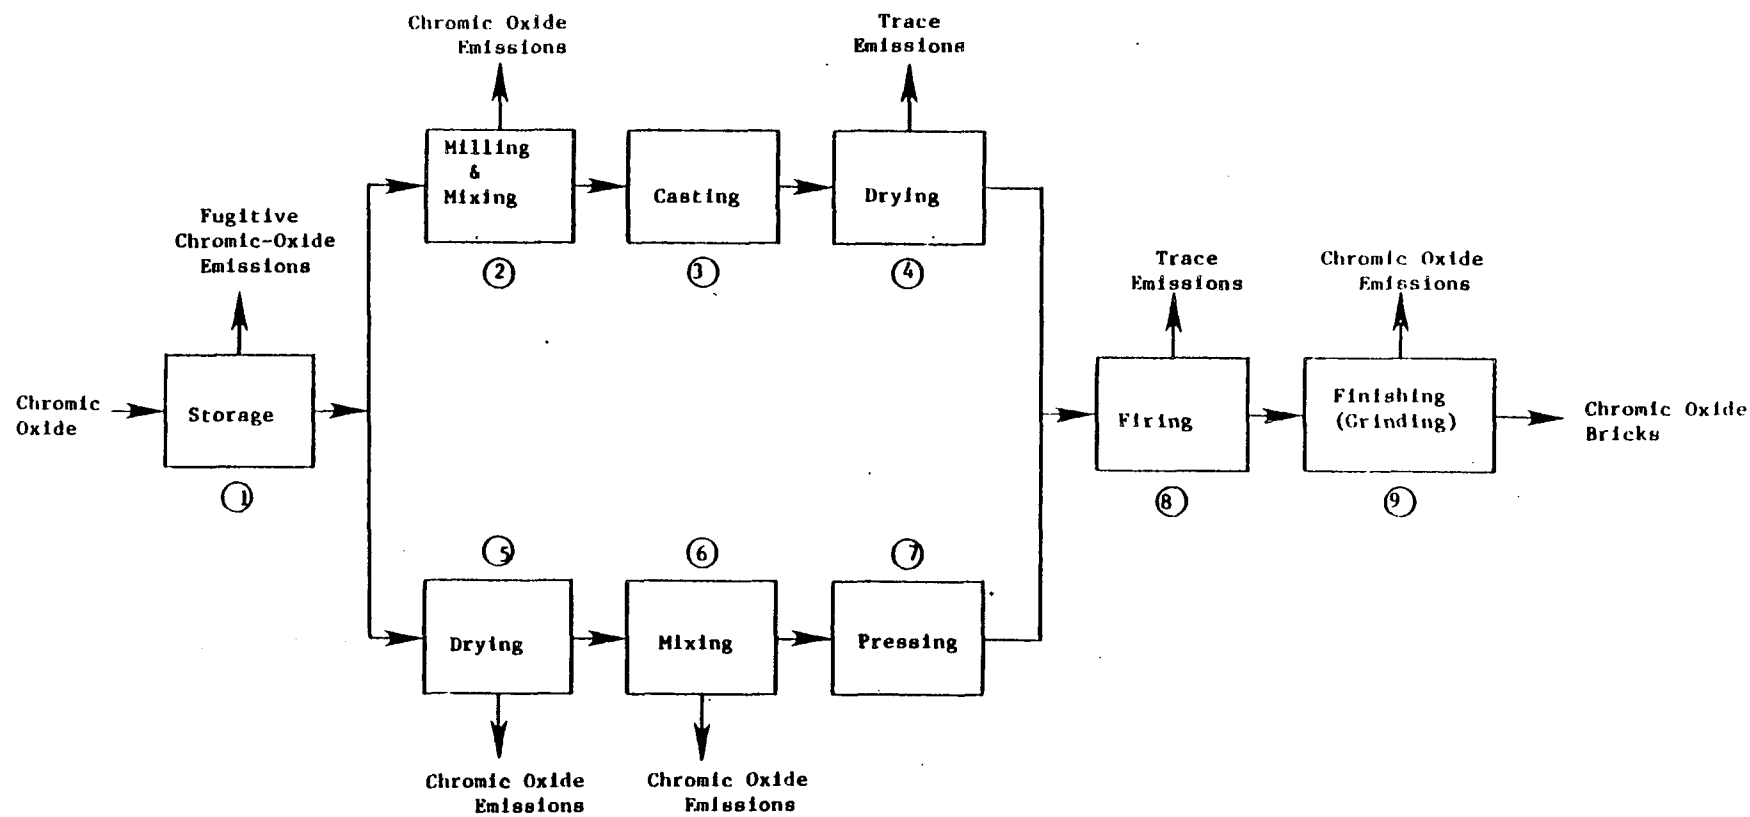 Chromic Oxide
Emissions
Trace
Emissions
Milling
&
Mixing
Casting
Drying
2
3
4
Fugitive
Chromic-Oxide
Emissions
Trace
Emissions
Chromic Oxide
Emissions
Chromic
Oxide
Storage
Firing
Finishing
(Grinding)
Chromic Oxide
Bricks
1
8
9
5
6
7
Drying
Mixing
Pressing
Chromic Oxide
Emissions
Chromic Oxide
Emissions